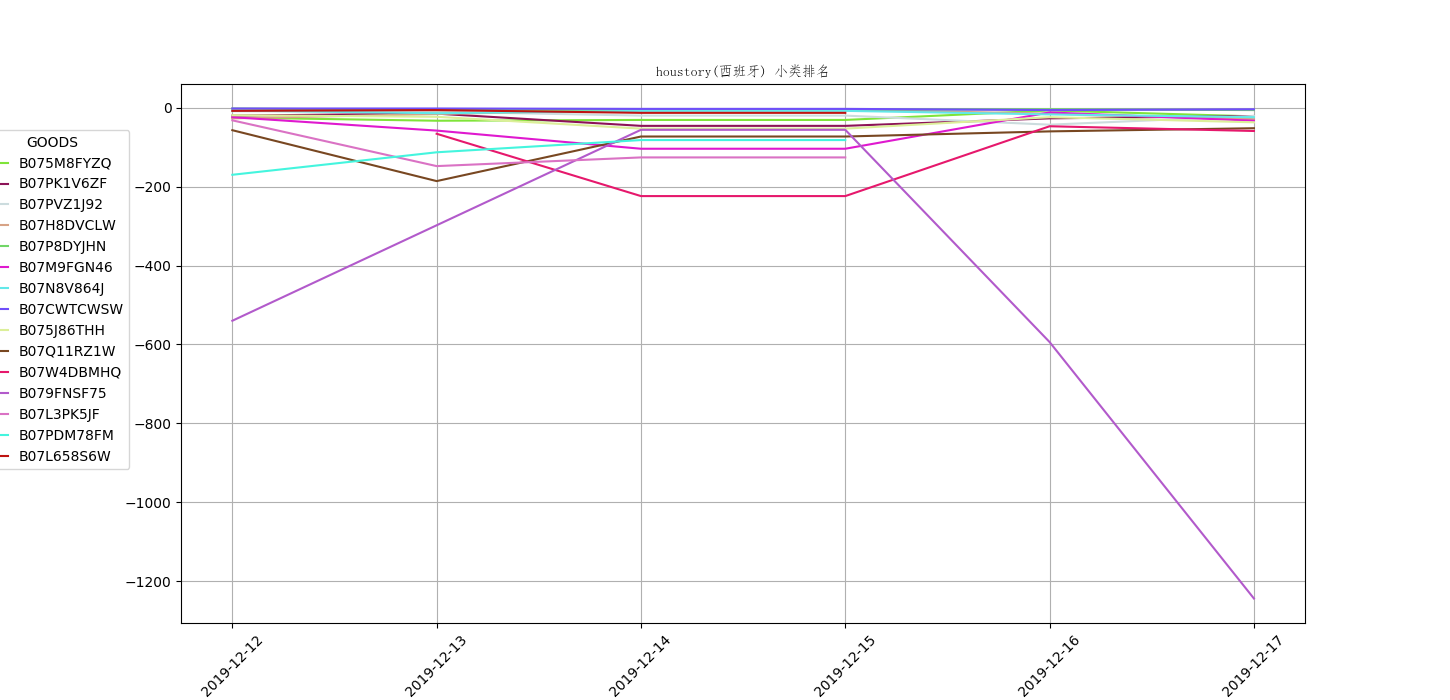 houstory(西班牙) 小类排名
GOODS
B075M8FYZQ
B07PK1V6ZF
B07PVZ1J92
B07H8DVCLW
B07P8DYJHN
B07M9FGN46
B07N8V864J
B07CWTCWSW
B075J86THH
B07Q11RZ1W
B07W4DBMHQ
B079FNSF75
B07L3PK5JF
B07PDM78FM
B07L658S6W
0
−200
−400
−600
−800
−1000
−1200
2019-12-12
2019-12-13
2019-12-14
2019-12-15
2019-12-16
2019-12-17